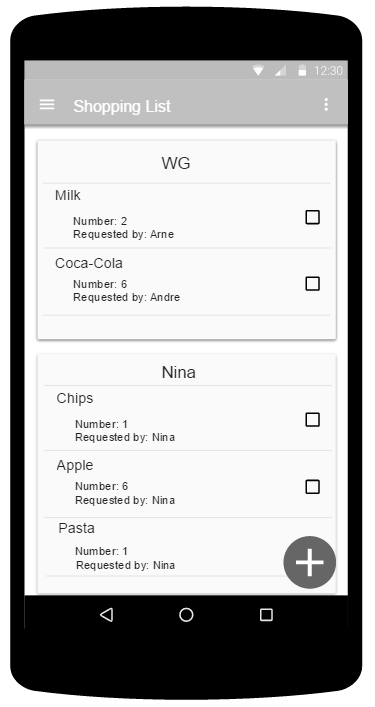 12:30
Shopping List
WG
Milk
Number: 2
Requested by: Arne
Coca-Cola
Number: 6
Requested by: Andre
Nina
Chips
Number: 1
Requested by: Nina
Apple
Number: 6
Requested by: Nina
Pasta
Number: 1
Requested by: Nina